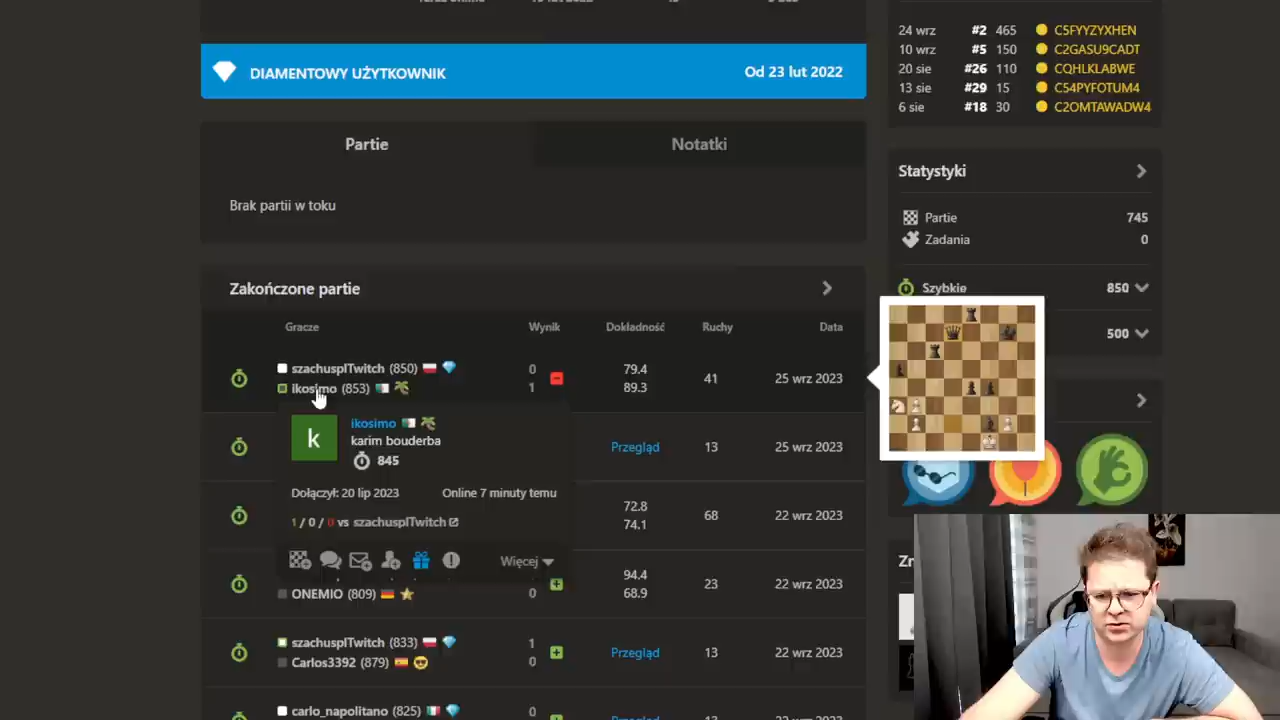 24 wrz #2 465 C5FYYZYXHEN
10 wrz #5 150 C2GASU9CADT
20 sie #26 110 CQHLKLABWE
13 sie #29 15 C54PYFOTUM4
6 sie #18 30 C2OMTAWADW4
DIAMENTOWY UŻYTKOWNIK Od 23 lut 2022
Partie Notatki
Brak partii w toku
Statystyki
Partie 745
Zadania 0
Szybkie 850
500
Zakończone partie
Gracze Wynik Dokładność Ruchy Data
szachusplTwitch (850) 0 79.4
ikosimo (853) 1 89.3
41 25 wrz 2023
ikosimo
karim bouderba
845
Dołączył: 20 lip 2023 Online 7 minuty temu
1 / 0 / 0 vs szachusplTwitch
Więcej
Przegląd 13 25 wrz 2023
72.8
74.1
68 22 wrz 2023
94.4
68.9
23 22 wrz 2023
ONEMIO (809) 0
szachusplTwitch (833) 1
Carlos3392 (879) 0
Przegląd 13 22 wrz 2023
carlo_napolitano (825) 0
k